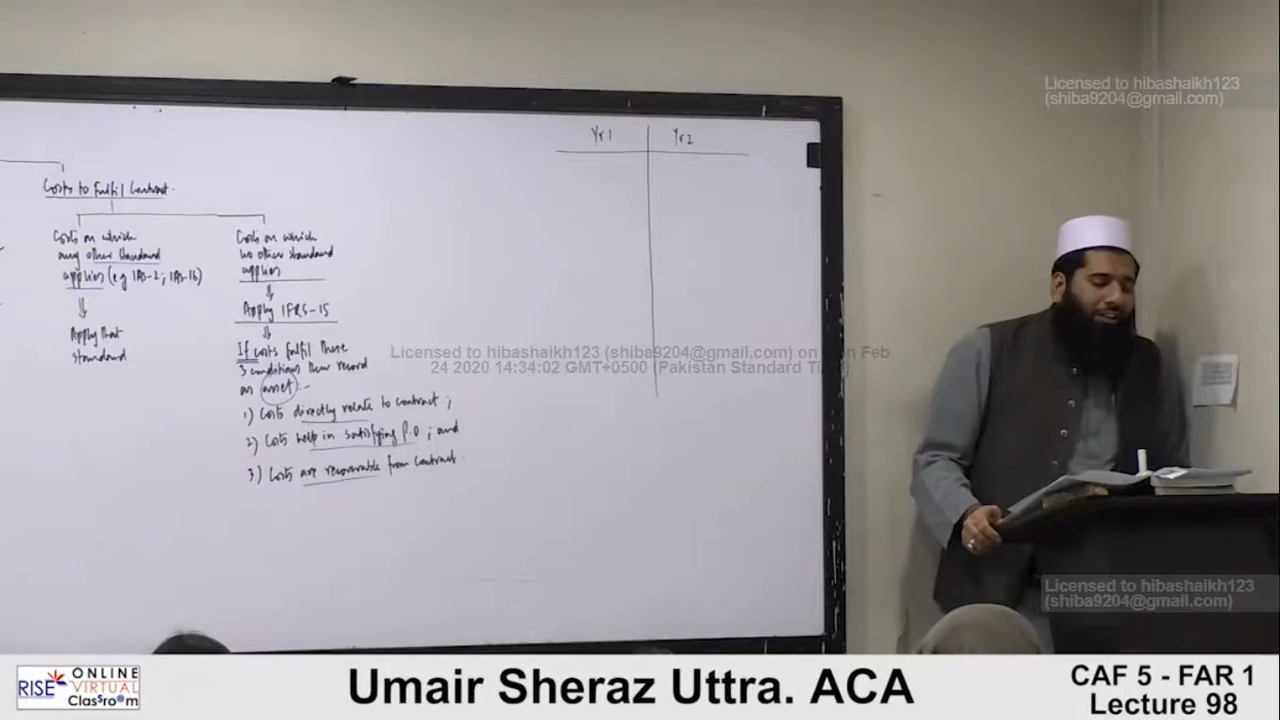 Licensed to hibashaikh123
(shiba9204@gmail.com)
Yr1
Yr2
Costs to Fulfil Contract.
Costs on which
any other standard
applies (e.g IAS-2, IAS-16)
Apply that
standard
Costs on which
no other standard
applies
Apply IFRS-15
If costs fulfil these
3 conditions then record
as asset:-
1) Costs directly relate to contract;
2) Costs help in satisfying P.O; and
3) Costs are recoverable from contract.
Licensed to hibashaikh123 (shiba9204@gmail.com) on Feb
24 2020 14:34:02 GMT+0500 (Pakistan Standard
Licensed to hibashaikh123
(shiba9204@gmail.com)
RISE
ONLINE
VIRTUAL
Classroom
Umair Sheraz Uttra. ACA
CAF 5 - FAR 1
Lecture 98